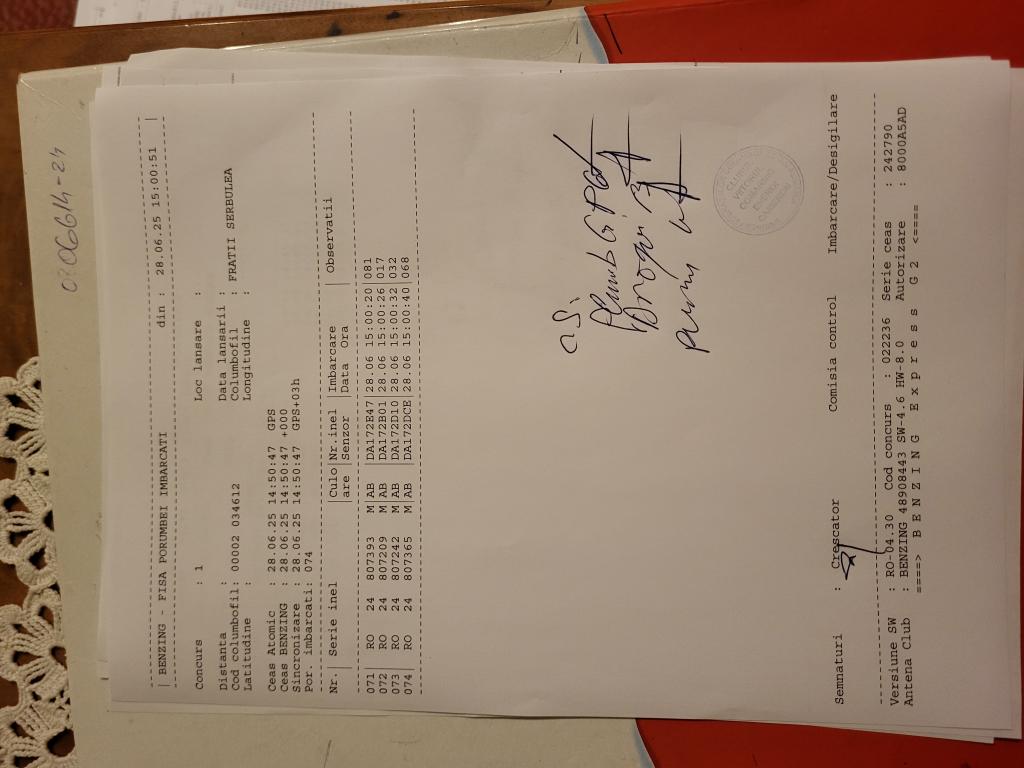 0806614-24
| BENZING - FISA PORUMBEI IMBARCATI din : 28.06.25 15:00:51 |
Concurs : 1 Loc lansare :
Distanta : Data lansarii :
Cod columbofil: 00002 034612 Columbofil : FRATII SERBULEA
Latitudine : Longitudine :
Ceas Atomic : 28.06.25 14:50:47 GPS
Ceas BENZING : 28.06.25 14:50:47 +000
Sincronizare : 28.06.25 14:50:47 GPS+03h
Por. imbarcati: 074
Nr.| Serie inel |Culo|Nr.inel |Imbarcare | Observatii
|are |Senzor |Data Ora |
071| RO 24 807393 M|AB |DA172E47|28.06 15:00:20|081
072| RO 24 807209 M|AB |DA172B01|28.06 15:00:26|017
073| RO 24 807242 M|AB |DA172D10|28.06 15:00:32|032
074| RO 24 807365 M|AB |DA172DCE|28.06 15:00:40|068
Semnaturi : Crescator Comisia control Imbarcare/Desigilare
Versiune SW : RO-04.30 Cod concurs : 022236 Serie ceas : 242790
Antena Club : BENZING 48908443 SW-4.6 HW-8.0 Autorizare : 8000A5AD
====> B E N Z I N G E x p r e s s G 2 <====